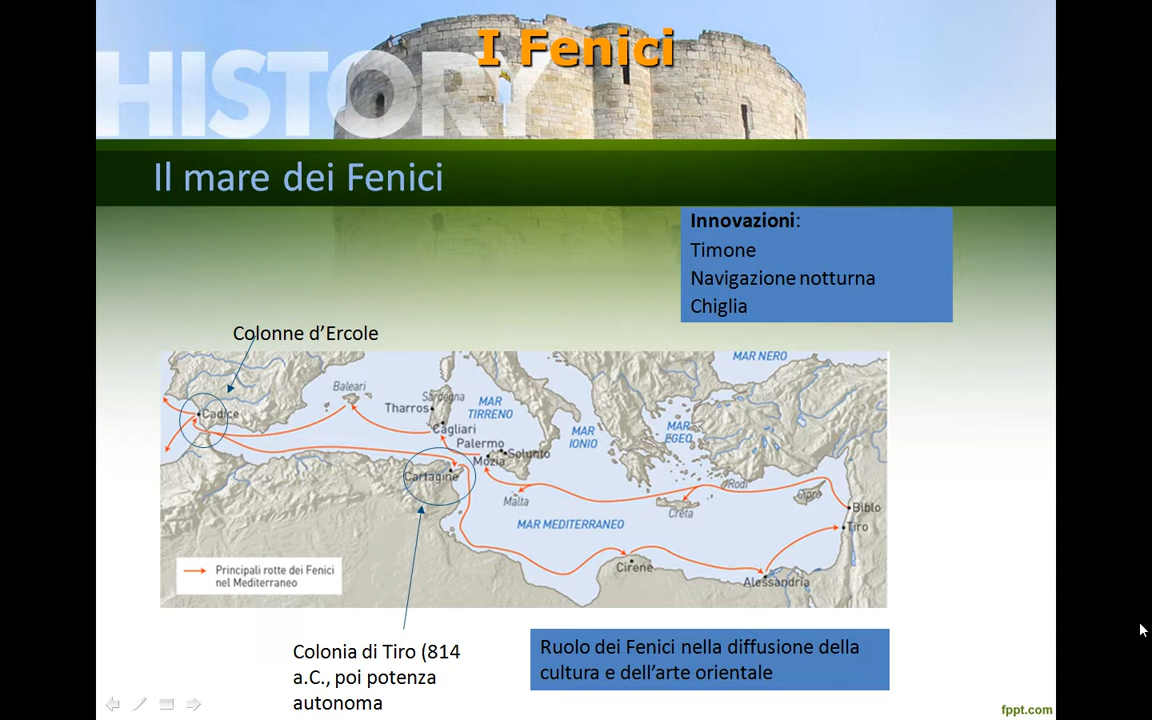 HISTORY
I Fenici
Il mare dei Fenici
Innovazioni:
Timone
Navigazione notturna
Chiglia
Colonne d’Ercole
MAR NERO
Baleari
Sardegna
Tharros
MAR
TIRRENO
Cadice
Cagliari
MAR
IONIO
MAR
EGEO
Palermo
Solunto
Mozia
Cartagine
Malta
Rodi
Creta
Cipro
Biblo
Tiro
MAR MEDITERRANEO
Cirene
Alessandria
Principali rotte dei Fenici
nel Mediterraneo
Colonia di Tiro (814
a.C., poi potenza
autonoma
Ruolo dei Fenici nella diffusione della
cultura e dell’arte orientale
fppt.com